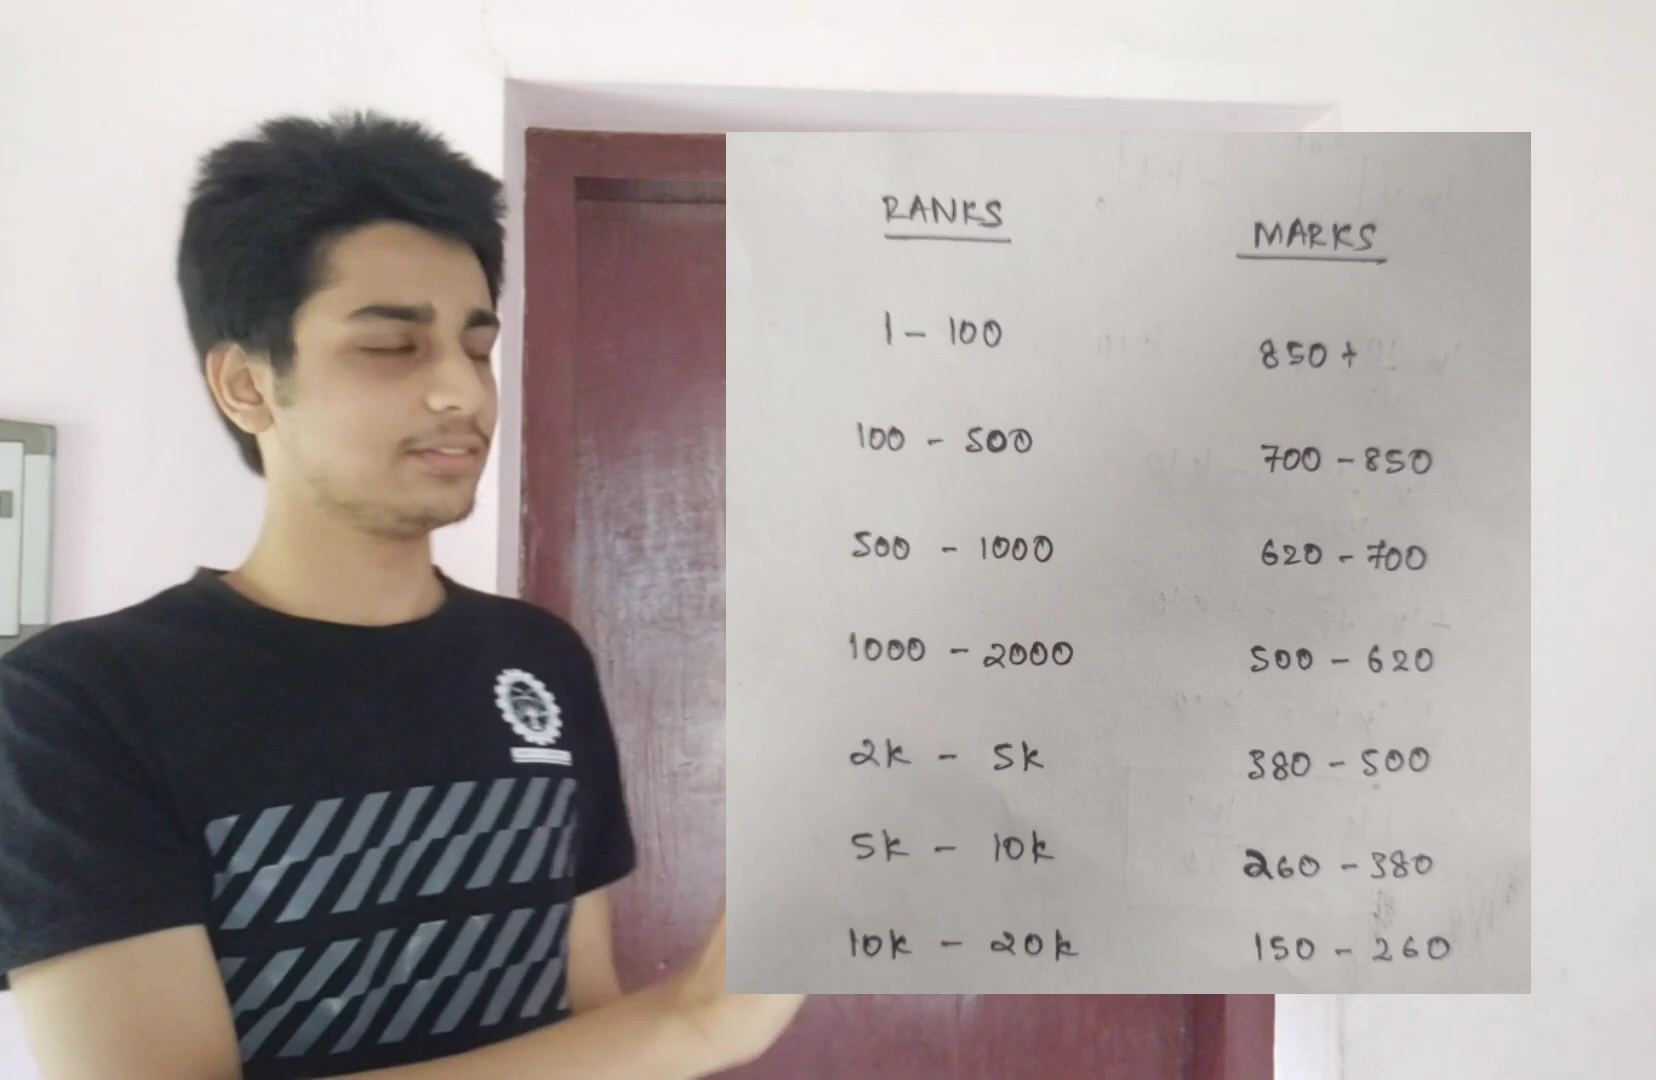 RANKS MARKS
1 - 100 850 +
100 - 500 700 - 850
500 - 1000 620 - 700
1000 - 2000 500 - 620
2k - 5k 380 - 500
5k - 10k 260 - 380
10k - 20k 150 - 260